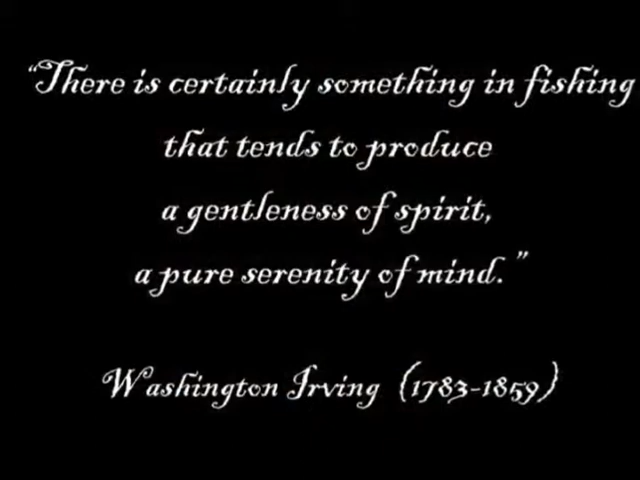 “There is certainly something in fishing
that tends to produce
a gentleness of spirit,
a pure serenity of mind.”
Washington Irving (1783-1859)